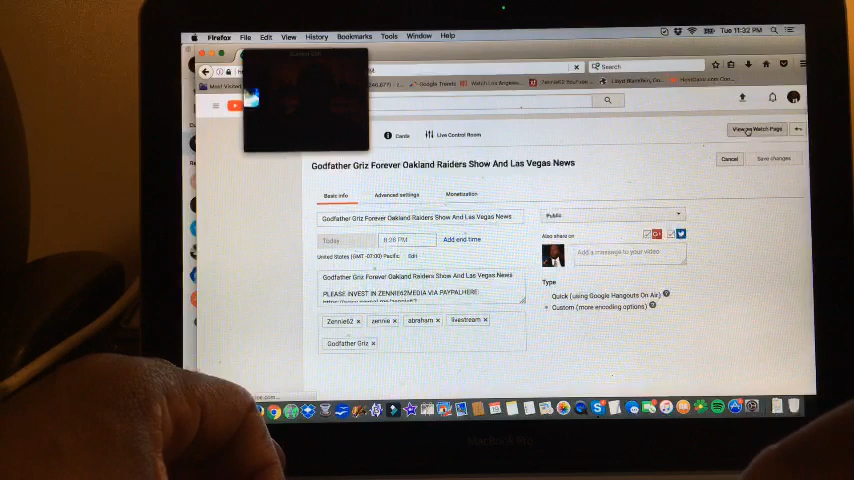 Firefox File Edit View History Bookmarks Tools Window Help Tue 11:32 PM
Search
Most Visited Google Trends Watch Los Angeles... Zennie62 YouTube...
Cards Live Control Room View on Watch Page
Godfather Griz Forever Oakland Raiders Show And Las Vegas News Cancel Save changes
Basic info Advanced settings Monetization
Godfather Griz Forever Oakland Raiders Show And Las Vegas News Public
Today 8:26 PM Add end time Also share on
United States (GMT -07:00) Pacific Edit Add a message to your video
Godfather Griz Forever Oakland Raiders Show And Las Vegas News
PLEASE INVEST IN ZENNIE62MEDIA VIA PAYPALHERE: Type
Quick (using Google Hangouts On Air) ?
Custom (more encoding options) ?
Zennie62 × zennie × abraham × livestream ×
Godfather Griz ×
MacBook Pro